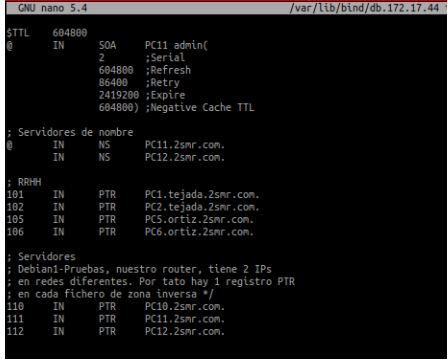 GNU nano 5.4 /var/lib/bind/db.172.17.44
$TTL 604800
@ IN SOA PC11 admin(
2 ;Serial
604800 ;Refresh
86400 ;Retry
2419200 ;Expire
604800) ;Negative Cache TTL
; Servidores de nombre
@ IN NS PC11.2smr.com.
IN NS PC12.2smr.com.
; RRHH
101 IN PTR PC1.tejada.2smr.com.
102 IN PTR PC2.tejada.2smr.com.
105 IN PTR PC5.ortiz.2smr.com.
106 IN PTR PC6.ortiz.2smr.com.
; Servidores
; Debian1-Pruebas, nuestro router, tiene 2 IPs
; en redes diferentes. Por tato hay 1 registro PTR
; en cada fichero de zona inversa */
110 IN PTR PC10.2smr.com.
111 IN PTR PC11.2smr.com.
112 IN PTR PC12.2smr.com.